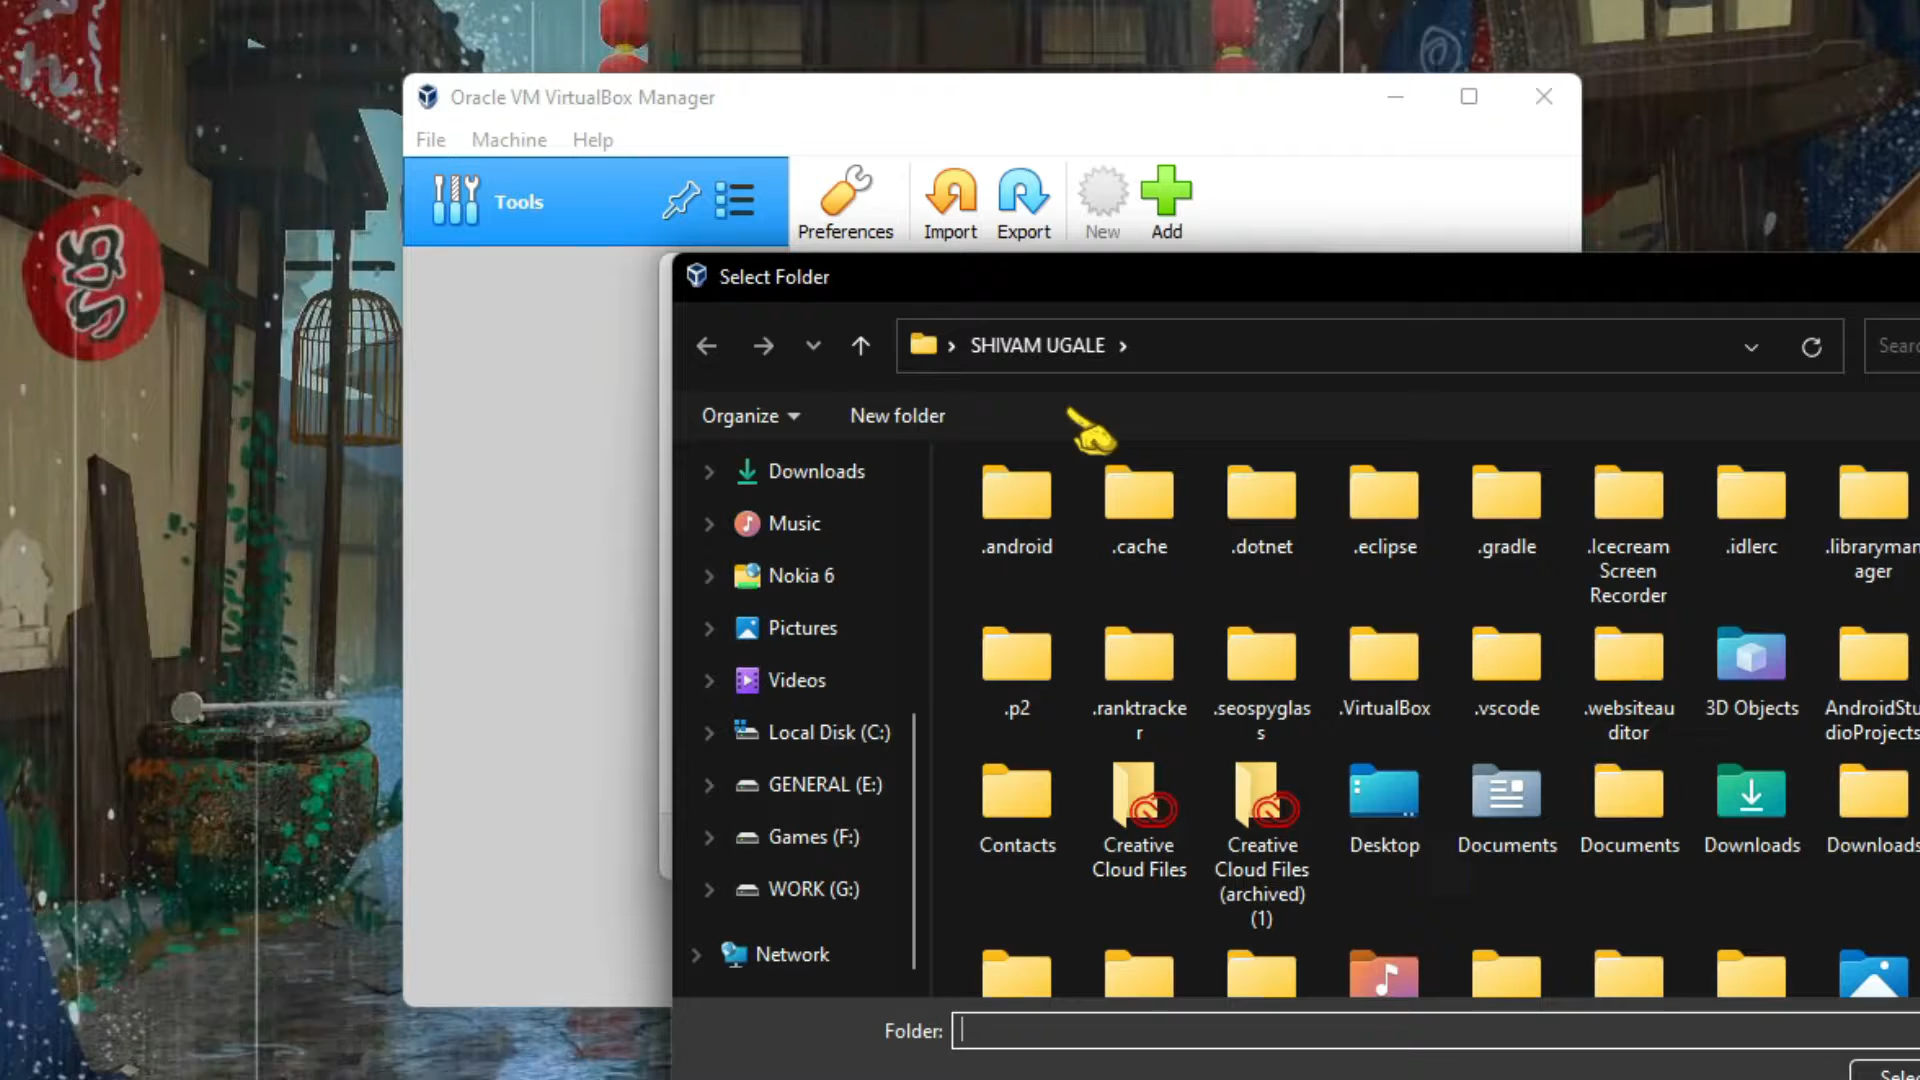 Oracle VM VirtualBox Manager
File Machine Help
Tools
Preferences Import Export New Add
Select Folder
SHIVAM UGALE
Searc
Organize New folder
Downloads
Music
Nokia 6
Pictures
Videos
Local Disk (C:)
GENERAL (E:)
Games (F:)
WORK (G:)
Network
.android
.cache
.dotnet
.eclipse
.gradle
.Icecream
Screen
Recorder
.idlerc
.libraryman
ager
.p2
.ranktracke
r
.seospyglas
s
.VirtualBox
.vscode
.websiteau
ditor
3D Objects
AndroidStu
dioProjects
Contacts
Creative
Cloud Files
Creative
Cloud Files
(archived)
(1)
Desktop
Documents
Documents
Downloads
Downloads
Folder:
Selec